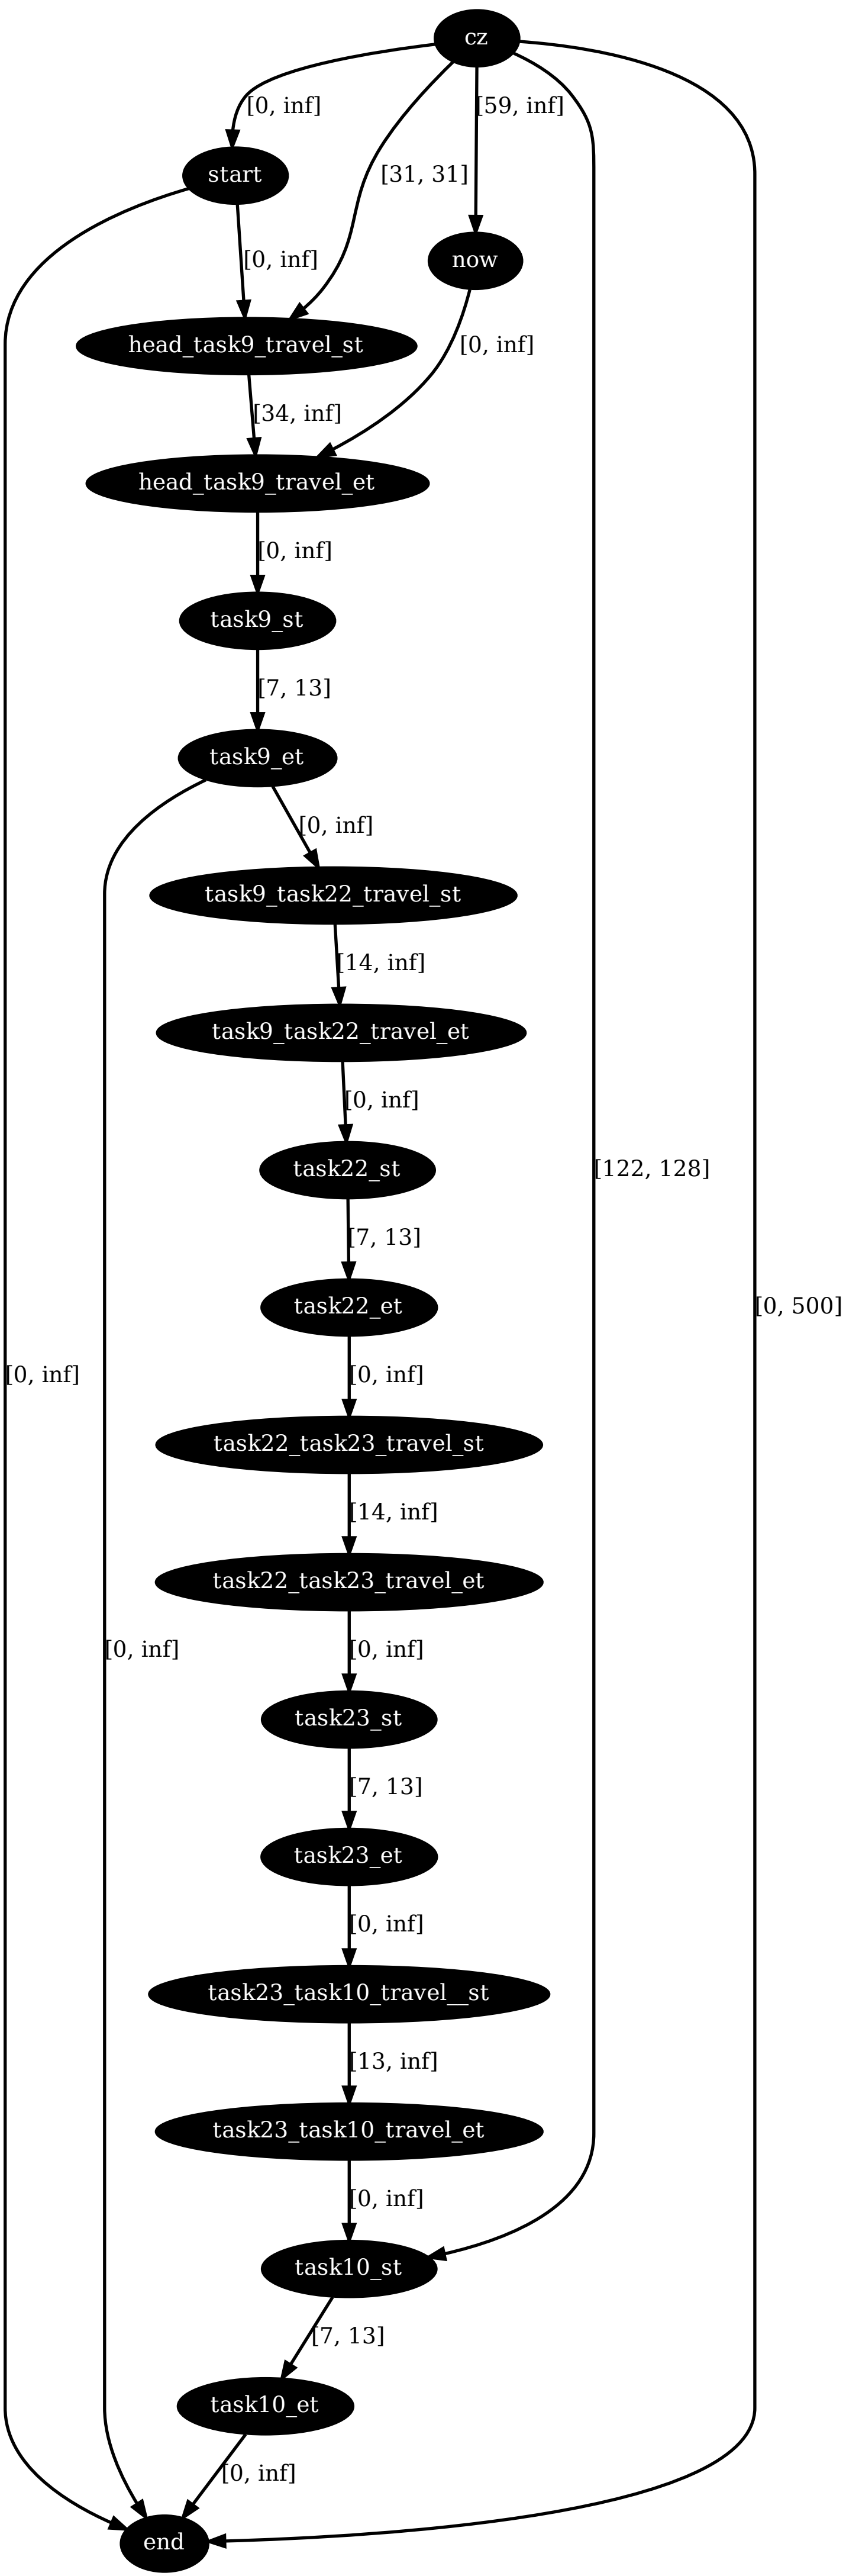 cz
[0, inf]
[59, inf]
start
[31, 31]
[0, inf]
now
head_task9_travel_st
[0, inf]
[34, inf]
head_task9_travel_et
[0, inf]
task9_st
[7, 13]
task9_et
[0, inf]
task9_task22_travel_st
[14, inf]
task9_task22_travel_et
[0, inf]
task22_st
[122, 128]
[7, 13]
task22_et
[0, 500]
[0, inf]
[0, inf]
task22_task23_travel_st
[14, inf]
task22_task23_travel_et
[0, inf]
[0, inf]
task23_st
[7, 13]
task23_et
[0, inf]
task23_task10_travel__st
[13, inf]
task23_task10_travel_et
[0, inf]
task10_st
[7, 13]
task10_et
[0, inf]
end